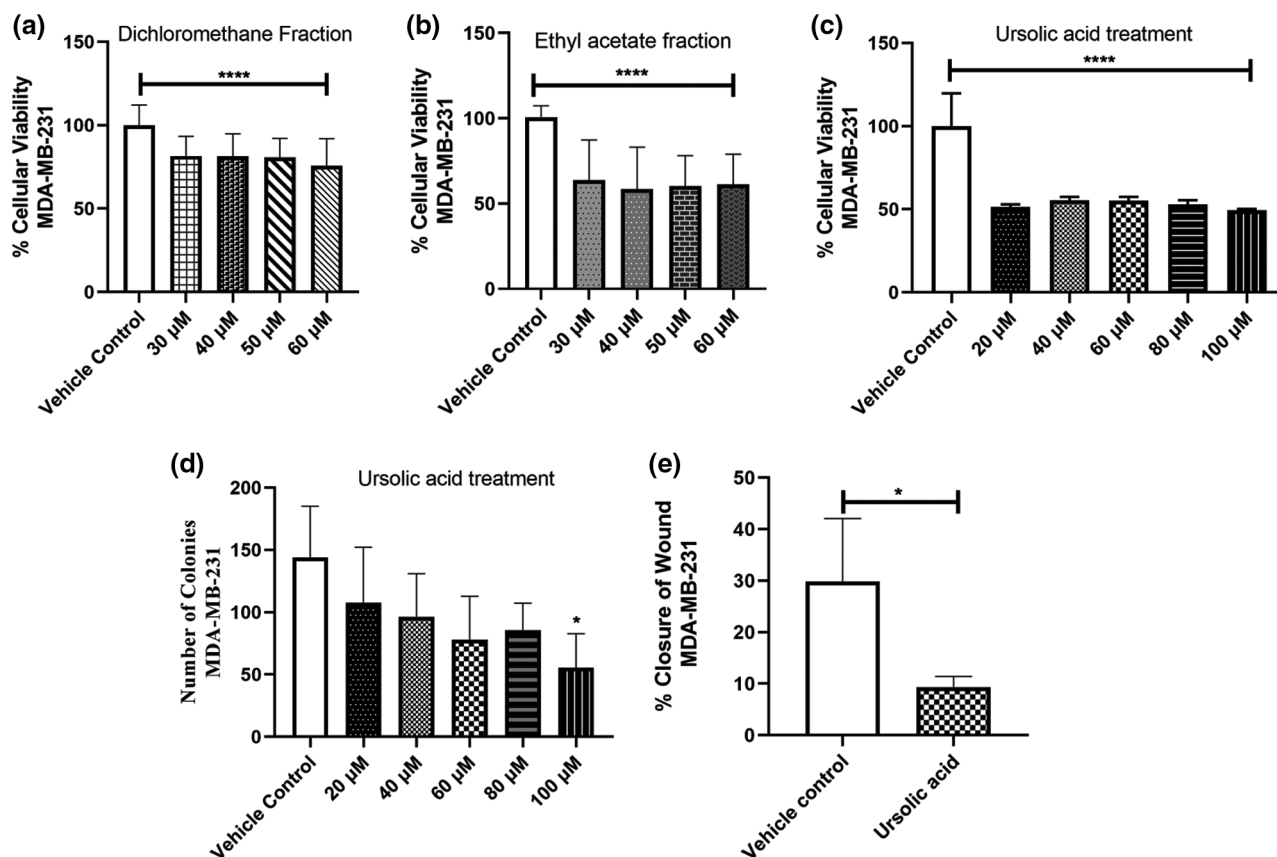 (a)
Dichloromethane Fraction
% Cellular Viability
MDA-MB-231
150
100
50
0
****
Vehicle Control
30 µM
40 µM
50 µM
60 µM
(b)
Ethyl acetate fraction
% Cellular Viability
MDA-MB-231
150
100
50
0
****
Vehicle Control
30 µM
40 µM
50 µM
60 µM
(c)
Ursolic acid treatment
% Cellular Viability
MDA-MB-231
150
100
50
0
****
Vehicle Control
20 µM
40 µM
60 µM
80 µM
100 µM
(d)
Ursolic acid treatment
Number of Colonies
MDA-MB-231
200
150
100
50
0
*
Vehicle Control
20 µM
40 µM
60 µM
80 µM
100 µM
(e)
% Closure of Wound
MDA-MB-231
50
40
30
20
10
0
*
Vehicle control
Ursolic acid